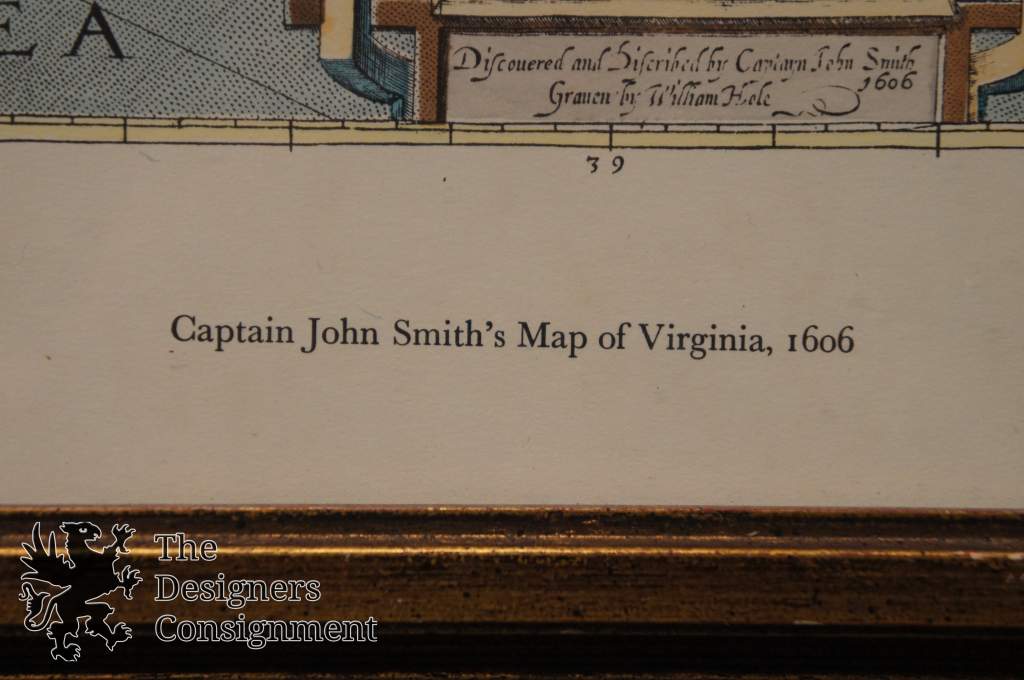 EA
Discouered and Discribed by Captayn John Smith
1606
Grauen by William Hole
39
Captain John Smith's Map of Virginia, 1606
The
Designers
Consignment